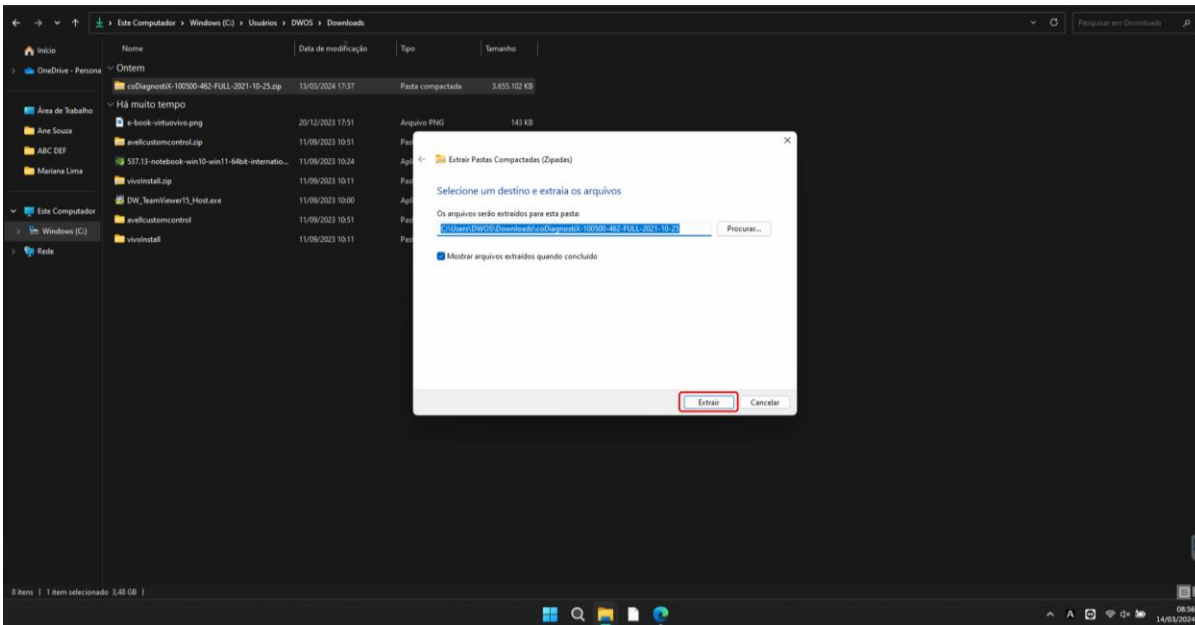 Este Computador > Windows (C:) > Usuários > DWOS > Downloads
Pesquisar em Downloads
Início
OneDrive - Persona
Área de Trabalho
Ane Souza
ABC DEF
Mariana Lima
Este Computador
Windows (C:)
Rede
Nome Data de modificação Tipo Tamanho
Ontem
coDiagnostiX-100500-462-FULL-2021-10-25.zip 13/03/2024 17:37 Pasta compactada 3.655.102 KB
Há muito tempo
e-book-virtuovivo.png 20/12/2023 17:51 Arquivo PNG 143 KB
avellcustomcontrol.zip 11/09/2023 10:51 Pas
537.13-notebook-win10-win11-64bit-internatio... 11/09/2023 10:24 Apl
vivoInstall.zip 11/09/2023 10:11 Pas
DW_TeamViewer15_Host.exe 11/09/2023 10:00 Apl
avellcustomcontrol 11/09/2023 10:51 Pas
vivoInstall 11/09/2023 10:11 Pas
Extrair Pastas Compactadas (Zipadas)
Selecione um destino e extraia os arquivos
Os arquivos serão extraídos para esta pasta:
C:\Users\DWOS\Downloads\coDiagnostiX-100500-462-FULL-2021-10-25
Procurar...
Mostrar arquivos extraídos quando concluído
Extrair Cancelar
8 itens | 1 item selecionado 3,48 GB |
A
08:56
14/03/2024